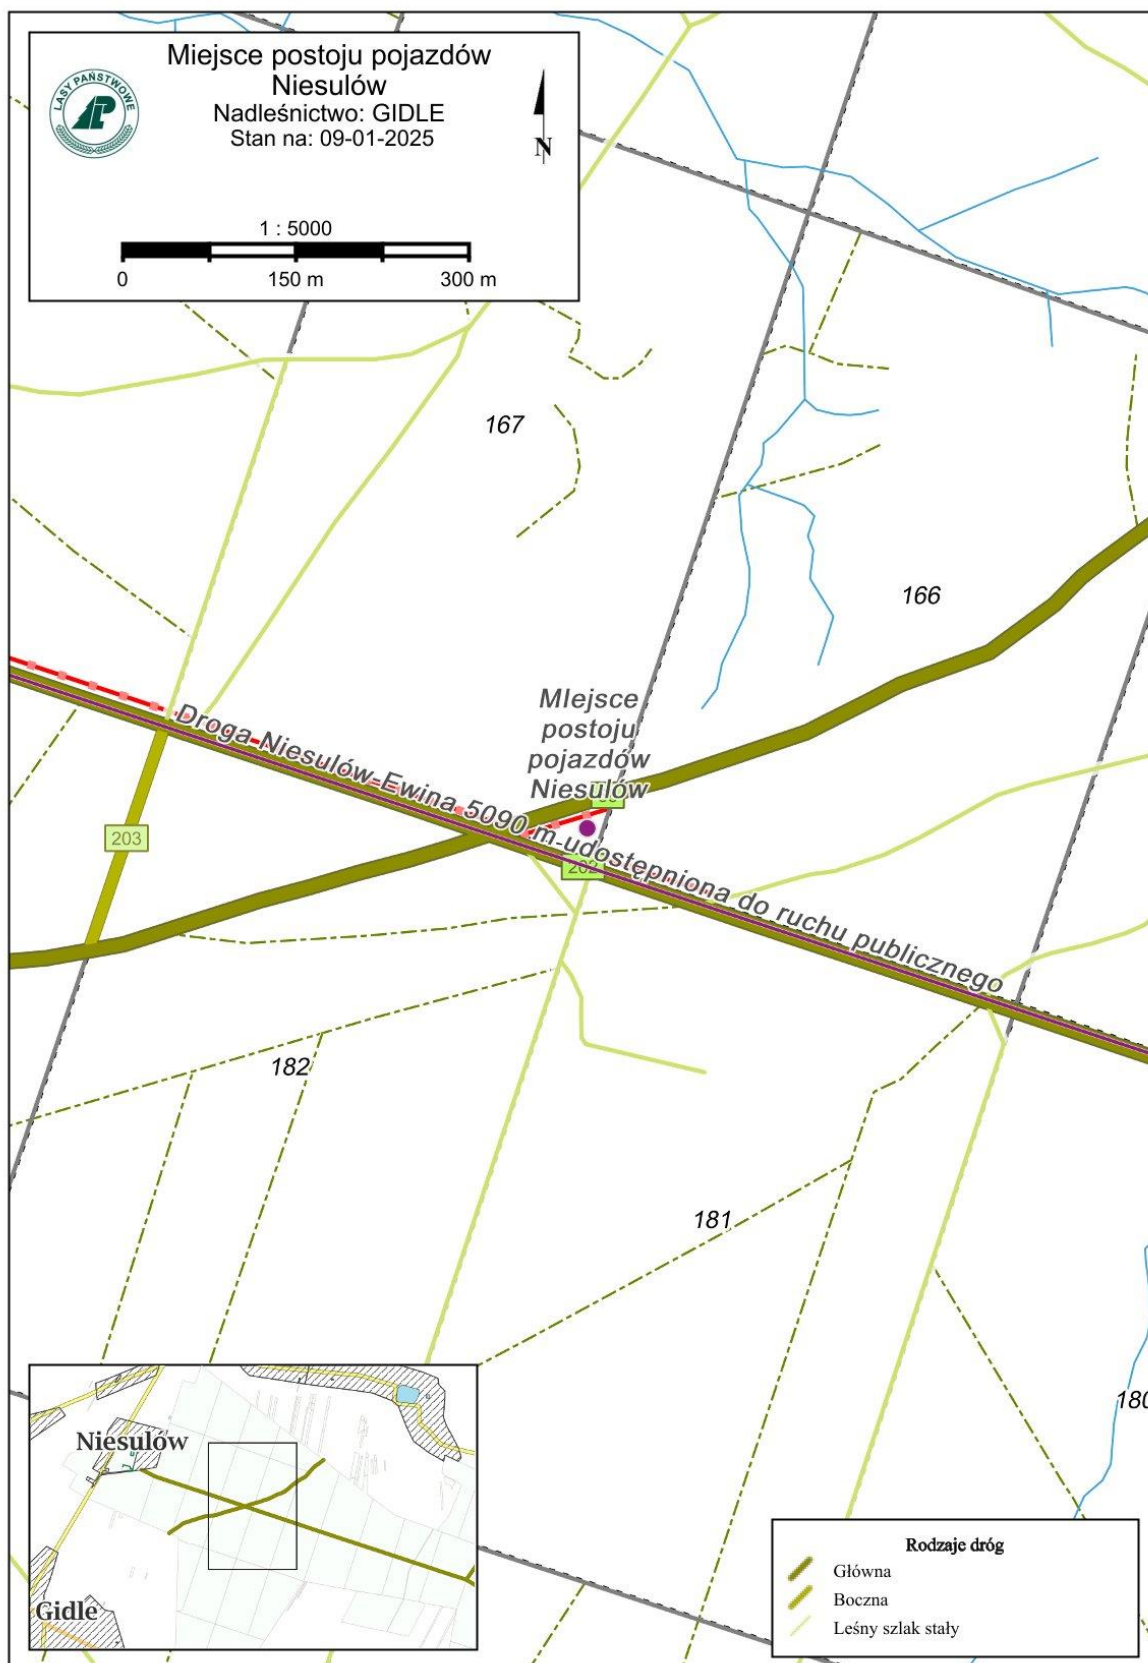 LASY PAŃSTWOWE
Miejsce postoju pojazdów
Niesulów
Nadleśnictwo: GIDLE
Stan na: 09-01-2025
N
1 : 5000
0 150 m 300 m
167
166
MIejsce
postoju
pojazdów
Niesulów
Droga Niesulów-Ewina 5090 m-udostępniona do ruchu publicznego
203
202
182
181
180
Niesulów
Gidle
Rodzaje dróg
Główna
Boczna
Leśny szlak stały